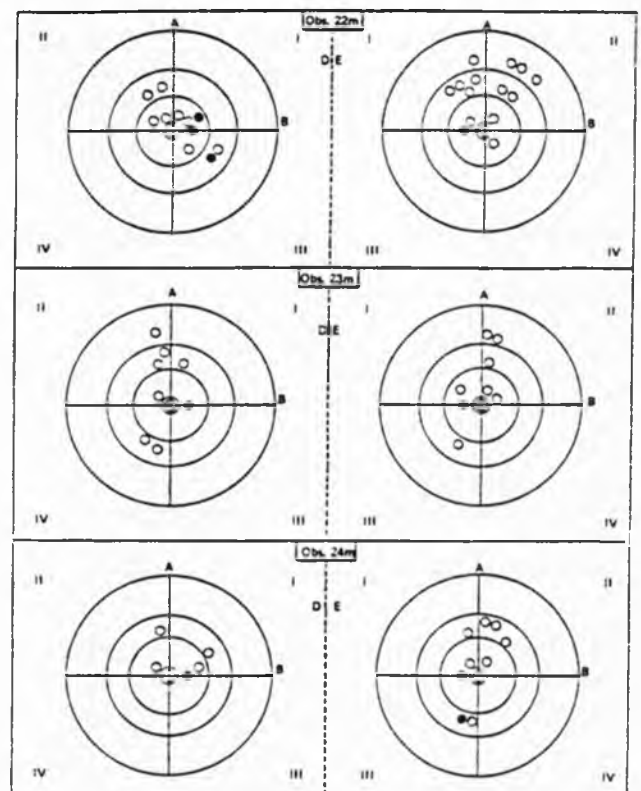 Obs. 22m
A A
II I I II
D E
B B
IV III III IV
Obs. 23m
A A
II I I II
D E
B B
IV III III IV
Obs. 24m
A A
II I I II
D E
B B
IV III III IV